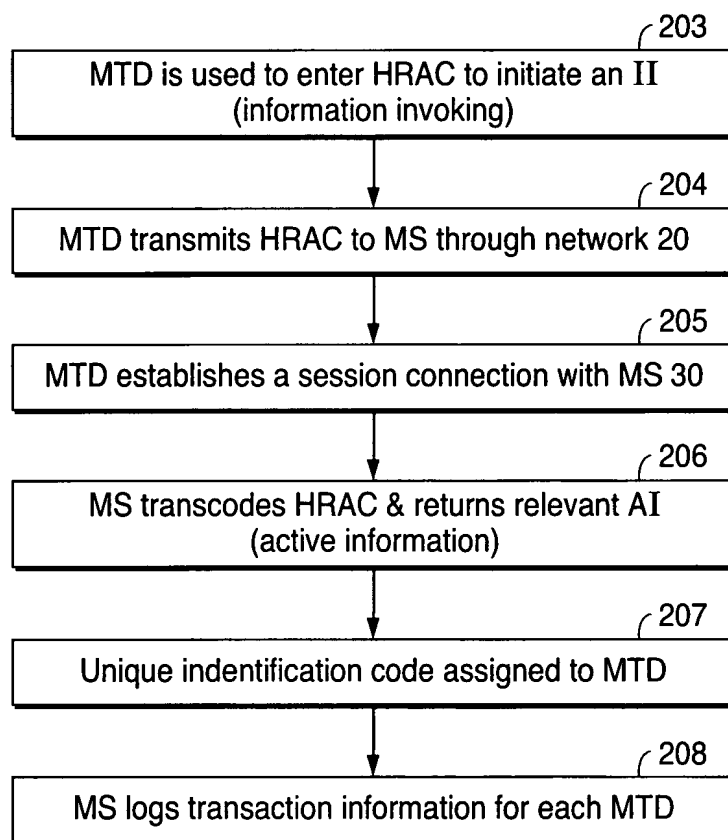 203
MTD is used to enter HRAC to initiate an II
(information invoking)
204
MTD transmits HRAC to MS through network 20
205
MTD establishes a session connection with MS 30
206
MS transcodes HRAC & returns relevant AI
(active information)
207
Unique indentification code assigned to MTD
208
MS logs transaction information for each MTD